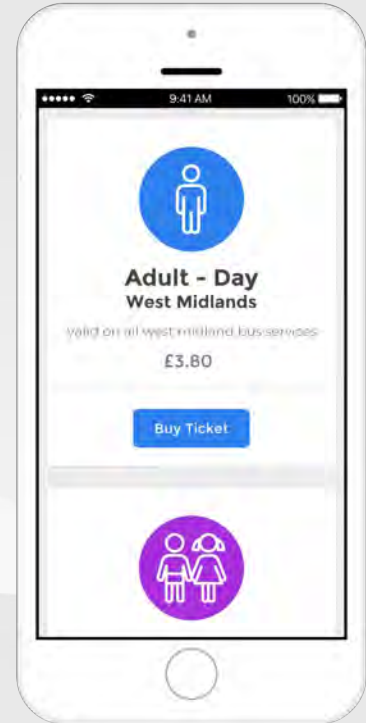 9:41 AM
100%
Adult - Day
West Midlands
valid on all west midland bus services
£3.80
Buy Ticket